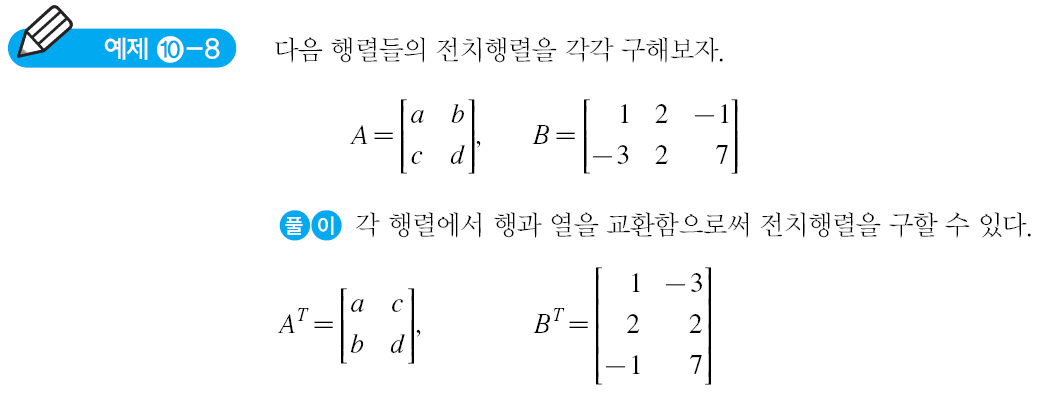 예제 10-8 다음 행렬들의 전치행렬을 각각 구해보자.
A = [a b; c d], B = [1 2 -1; -3 2 7]
풀이 각 행렬에서 행과 열을 교환함으로써 전치행렬을 구할 수 있다.
A^T = [a c; b d], B^T = [1 -3; 2 2; -1 7]